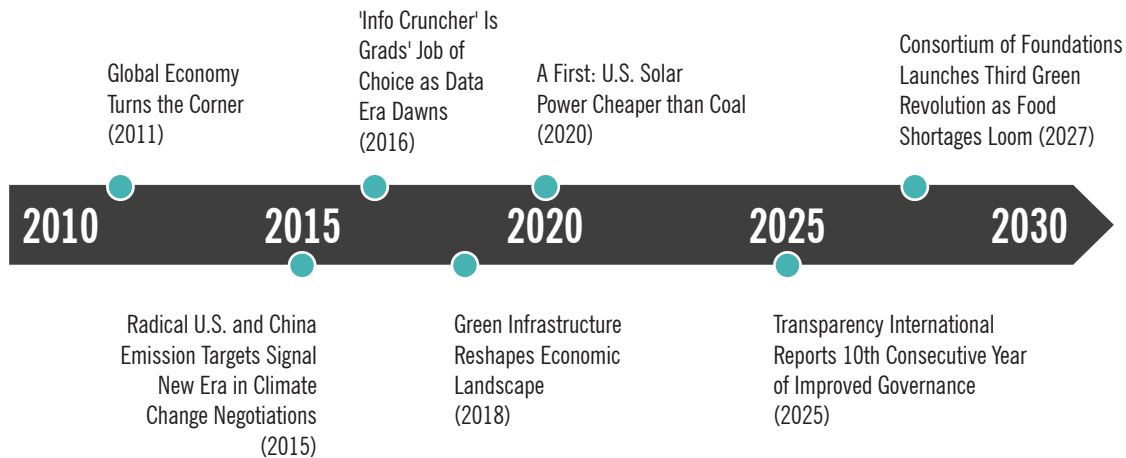 Global Economy
Turns the Corner
(2011)
'Info Cruncher' Is
Grads' Job of
Choice as Data
Era Dawns
(2016)
A First: U.S. Solar
Power Cheaper than Coal
(2020)
Consortium of Foundations
Launches Third Green
Revolution as Food
Shortages Loom (2027)
2010 2015 2020 2025 2030
Radical U.S. and China
Emission Targets Signal
New Era in Climate
Change Negotiations
(2015)
Green Infrastructure
Reshapes Economic
Landscape
(2018)
Transparency International
Reports 10th Consecutive Year
of Improved Governance
(2025)